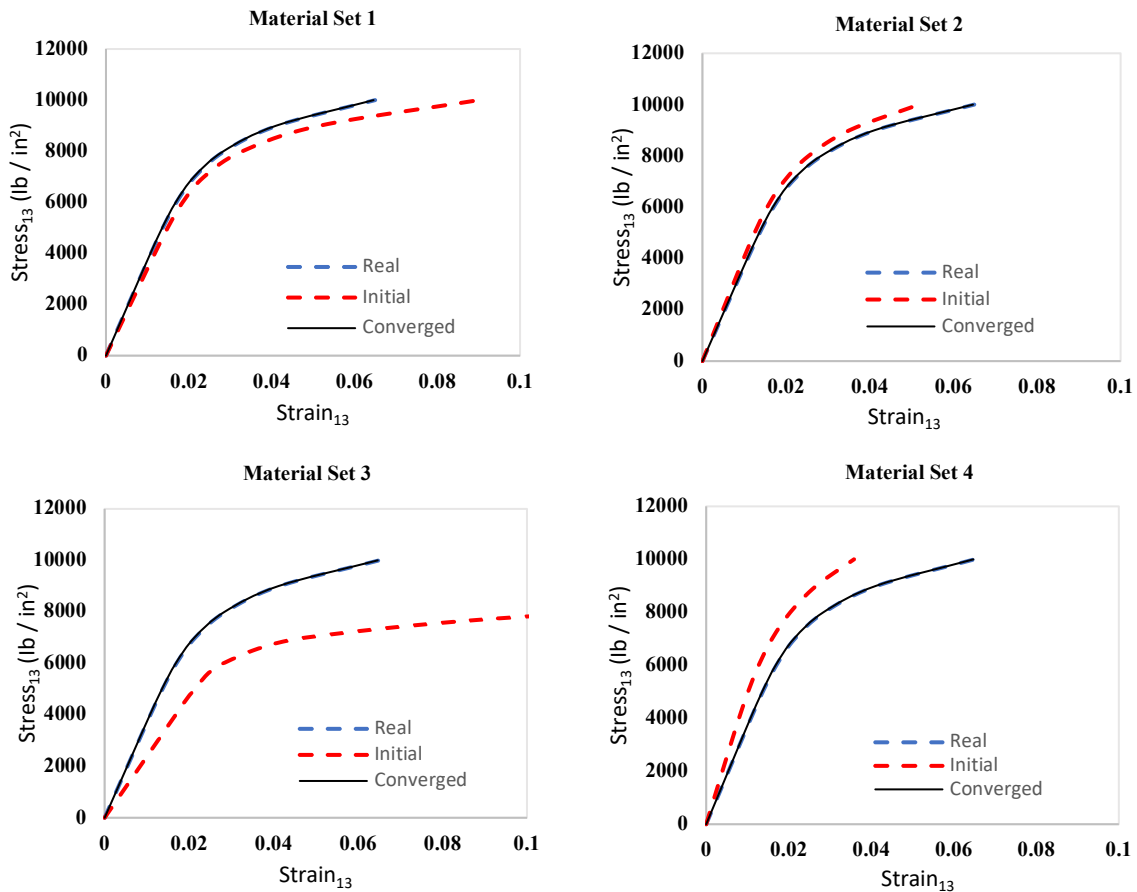 Material Set 1
12000
10000
8000
6000
4000
2000
0
Stress13 (lb / in2)
Real
Initial
Converged
0 0.02 0.04 0.06 0.08 0.1
Strain13
Material Set 2
12000
10000
8000
6000
4000
2000
0
Stress13 (lb / in2)
Real
Initial
Converged
0 0.02 0.04 0.06 0.08 0.1
Strain13
Material Set 3
12000
10000
8000
6000
4000
2000
0
Stress13 (lb / in2)
Real
Initial
Converged
0 0.02 0.04 0.06 0.08 0.1
Strain13
Material Set 4
12000
10000
8000
6000
4000
2000
0
Stress13 (lb / in2)
Real
Initial
Converged
0 0.02 0.04 0.06 0.08 0.1
Strain13